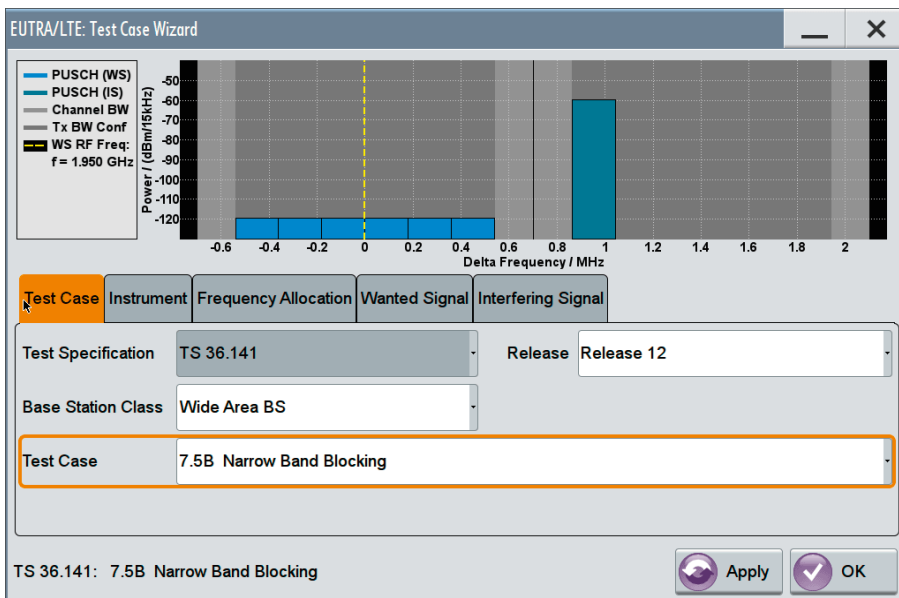 EUTRA/LTE: Test Case Wizard
PUSCH (WS)
PUSCH (IS)
Channel BW
Tx BW Conf
WS RF Freq:
f = 1.950 GHz
Power / (dBm/15kHz)
-50
-60
-70
-80
-90
-100
-110
-120
-0.6 -0.4 -0.2 0 0.2 0.4 0.6 0.8 1 1.2 1.4 1.6 1.8 2
Delta Frequency / MHz
Test Case Instrument Frequency Allocation Wanted Signal Interfering Signal
Test Specification TS 36.141 Release Release 12
Base Station Class Wide Area BS
Test Case 7.5B Narrow Band Blocking
TS 36.141: 7.5B Narrow Band Blocking Apply OK